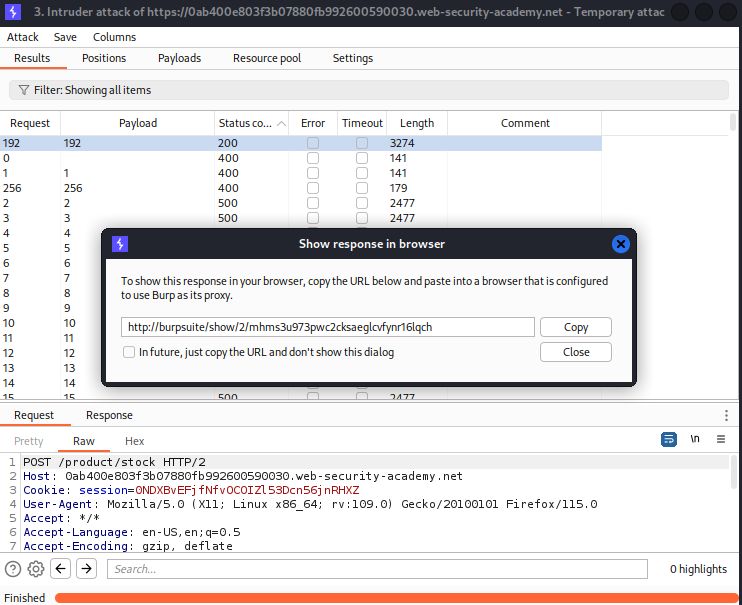 3. Intruder attack of https://0ab400e803f3b07880fb992600590030.web-security-academy.net - Temporary attac
Attack Save Columns
Results Positions Payloads Resource pool Settings
Filter: Showing all items
Request Payload Status co... Error Timeout Length Comment
192 192 200 3274
0 400 141
1 1 400 141
256 256 400 179
2 2 500 2477
3 3 500 2477
4 4
5 5
6 6
7 7
8 8
9 9
10 10
11 11
12 12
13 13
14 14
15 15 500 2477
Show response in browser
To show this response in your browser, copy the URL below and paste into a browser that is configured
to use Burp as its proxy.
http://burpsuite/show/2/mhms3u973pwc2cksaeglcvfynr16lqch Copy
In future, just copy the URL and don't show this dialog Close
Request Response
Pretty Raw Hex \n
1 POST /product/stock HTTP/2
2 Host: 0ab400e803f3b07880fb992600590030.web-security-academy.net
3 Cookie: session=0NDXBvEFjfNfvOCOIZl53Dcn56jnRHXZ
4 User-Agent: Mozilla/5.0 (X11; Linux x86_64; rv:109.0) Gecko/20100101 Firefox/115.0
5 Accept: */*
6 Accept-Language: en-US,en;q=0.5
7 Accept-Encoding: gzip, deflate
Search... 0 highlights
Finished